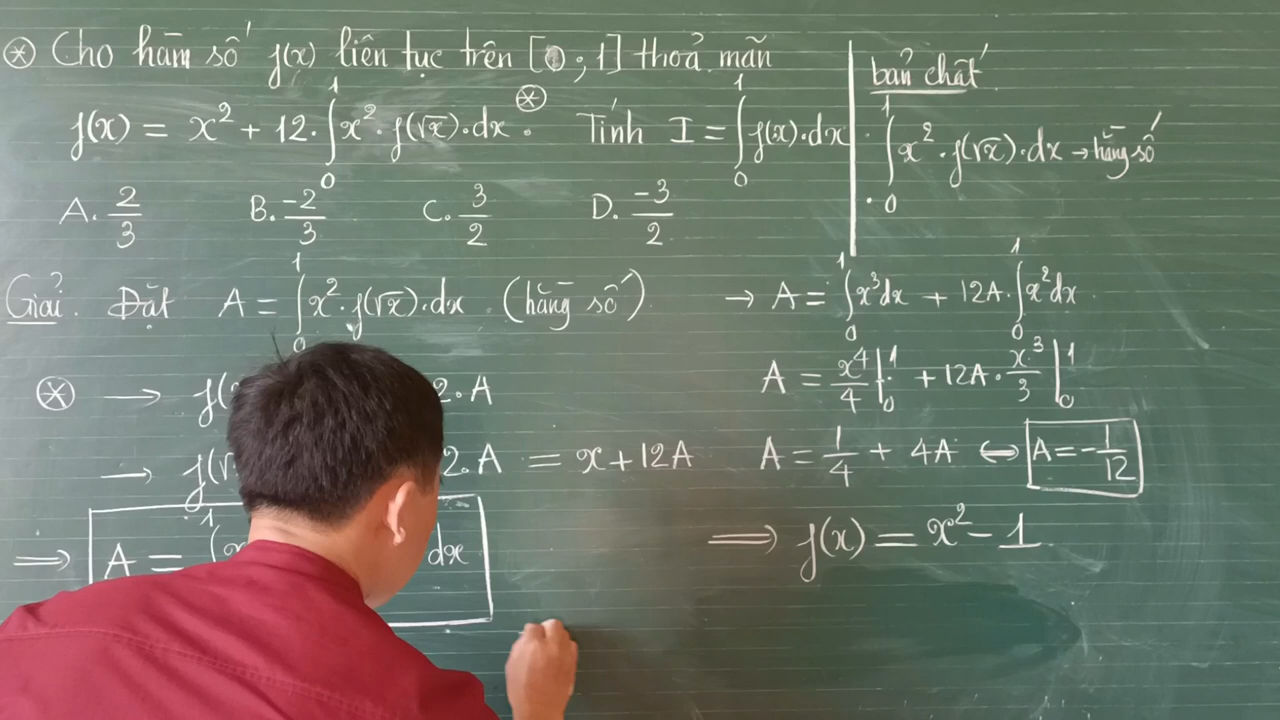 ⊛ Cho hàm số f(x) liên tục trên [0; 1] thoả mãn
f(x) = x² + 12·∫₀¹ x²·f(√x)·dx ⊛. Tính I = ∫₀¹ f(x)·dx
A. 2/3 B. -2/3 C. 3/2 D. -3/2
bản chất
∫₀¹ x²·f(√x)·dx → hằng số
Giải. Đặt A = ∫₀¹ x²·f(√x)·dx. (hằng số)
⊛ → 2·A
→ 2·A = x + 12A
⇒ A = dx
→ A = ∫₀¹ x³dx + 12A·∫₀¹ x²dx
A = x⁴/4 |₀¹ + 12A·x³/3 |₀¹
A = 1/4 + 4A ⇔ A = -1/12
⇒ f(x) = x² - 1